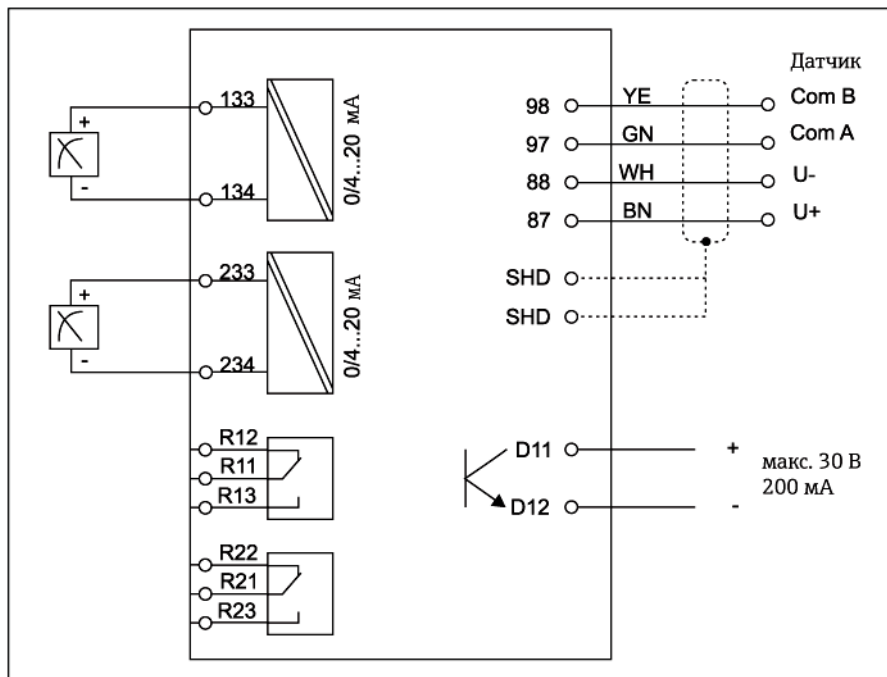 +
133
0/4...20 мА
-
134
+
233
0/4...20 мА
-
234
R12
R11
R13
R22
R21
R23
Датчик
98 YE Com B
97 GN Com A
88 WH U-
87 BN U+
SHD
SHD
D11 + макс. 30 В
200 мА
D12 -